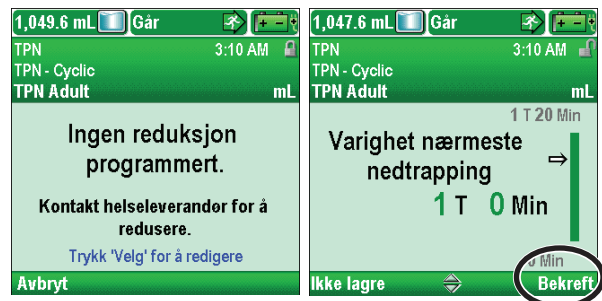 1,049.6 mL Går
TPN 3:10 AM
TPN - Cyclic
TPN Adult mL
Ingen reduksjon
programmert.
Kontakt helseleverandør for å
redusere.
Trykk 'Velg' for å redigere
Avbryt
1,047.6 mL Går
TPN 3:10 AM
TPN - Cyclic
TPN Adult mL
1 T 20 Min
Varighet nærmeste
nedtrapping
1 T 0 Min
0 Min
Ikke lagre Bekreft